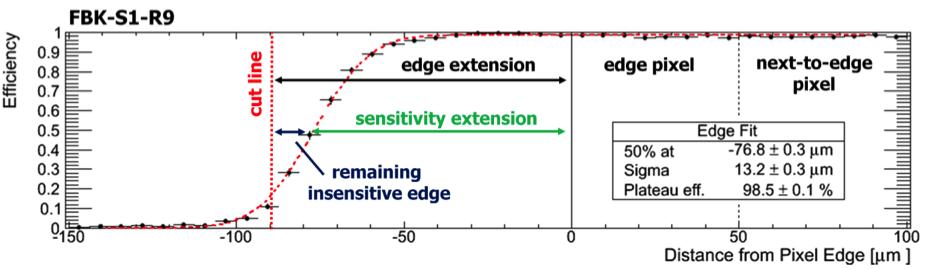 FBK-S1-R9
Efficiency
1
0.9
0.8
0.7
0.6
0.5
0.4
0.3
0.2
0.1
0
cut line
edge extension
edge pixel
next-to-edge
pixel
sensitivity extension
remaining
insensitive edge
Edge Fit
50% at -76.8 ± 0.3 μm
Sigma 13.2 ± 0.3 μm
Plateau eff. 98.5 ± 0.1 %
-150 -100 -50 0 50 100
Distance from Pixel Edge [μm ]